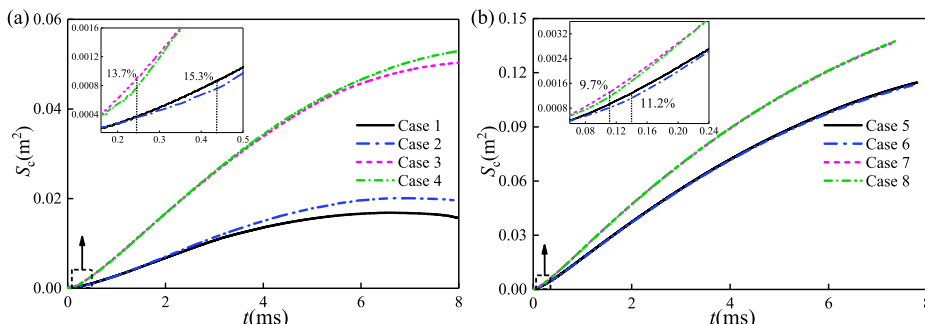 (a)
0.06
0.04
0.02
0.00
Sc(m²)
0
2
4
6
8
t(ms)
0.0016
0.0012
0.0008
0.0004
0.2
0.3
0.4
0.5
13.7%
15.3%
Case 1
Case 2
Case 3
Case 4
(b)
0.15
0.12
0.09
0.06
0.03
0.00
Sc(m²)
0
2
4
6
8
t(ms)
0.0032
0.0024
0.0016
0.0008
0.08
0.12
0.16
0.20
0.24
9.7%
11.2%
Case 5
Case 6
Case 7
Case 8